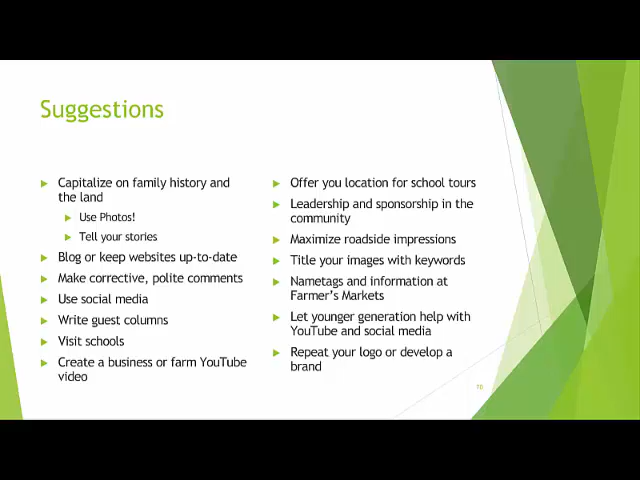 Suggestions
Capitalize on family history and
the land
Use Photos!
Tell your stories
Blog or keep websites up-to-date
Make corrective, polite comments
Use social media
Write guest columns
Visit schools
Create a business or farm YouTube
video
Offer you location for school tours
Leadership and sponsorship in the
community
Maximize roadside impressions
Title your images with keywords
Nametags and information at
Farmer's Markets
Let younger generation help with
YouTube and social media
Repeat your logo or develop a
brand